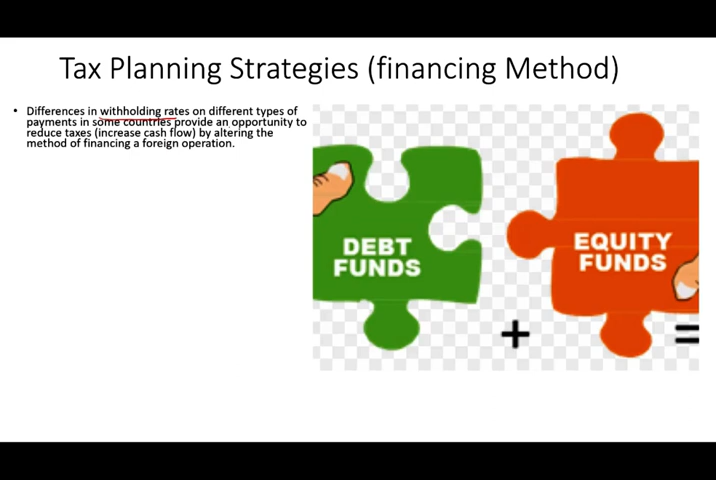 Tax Planning Strategies (financing Method)
• Differences in withholding rates on different types of
payments in some countries provide an opportunity to
reduce taxes (increase cash flow) by altering the
method of financing a foreign operation.
DEBT
FUNDS
+
EQUITY
FUNDS
=